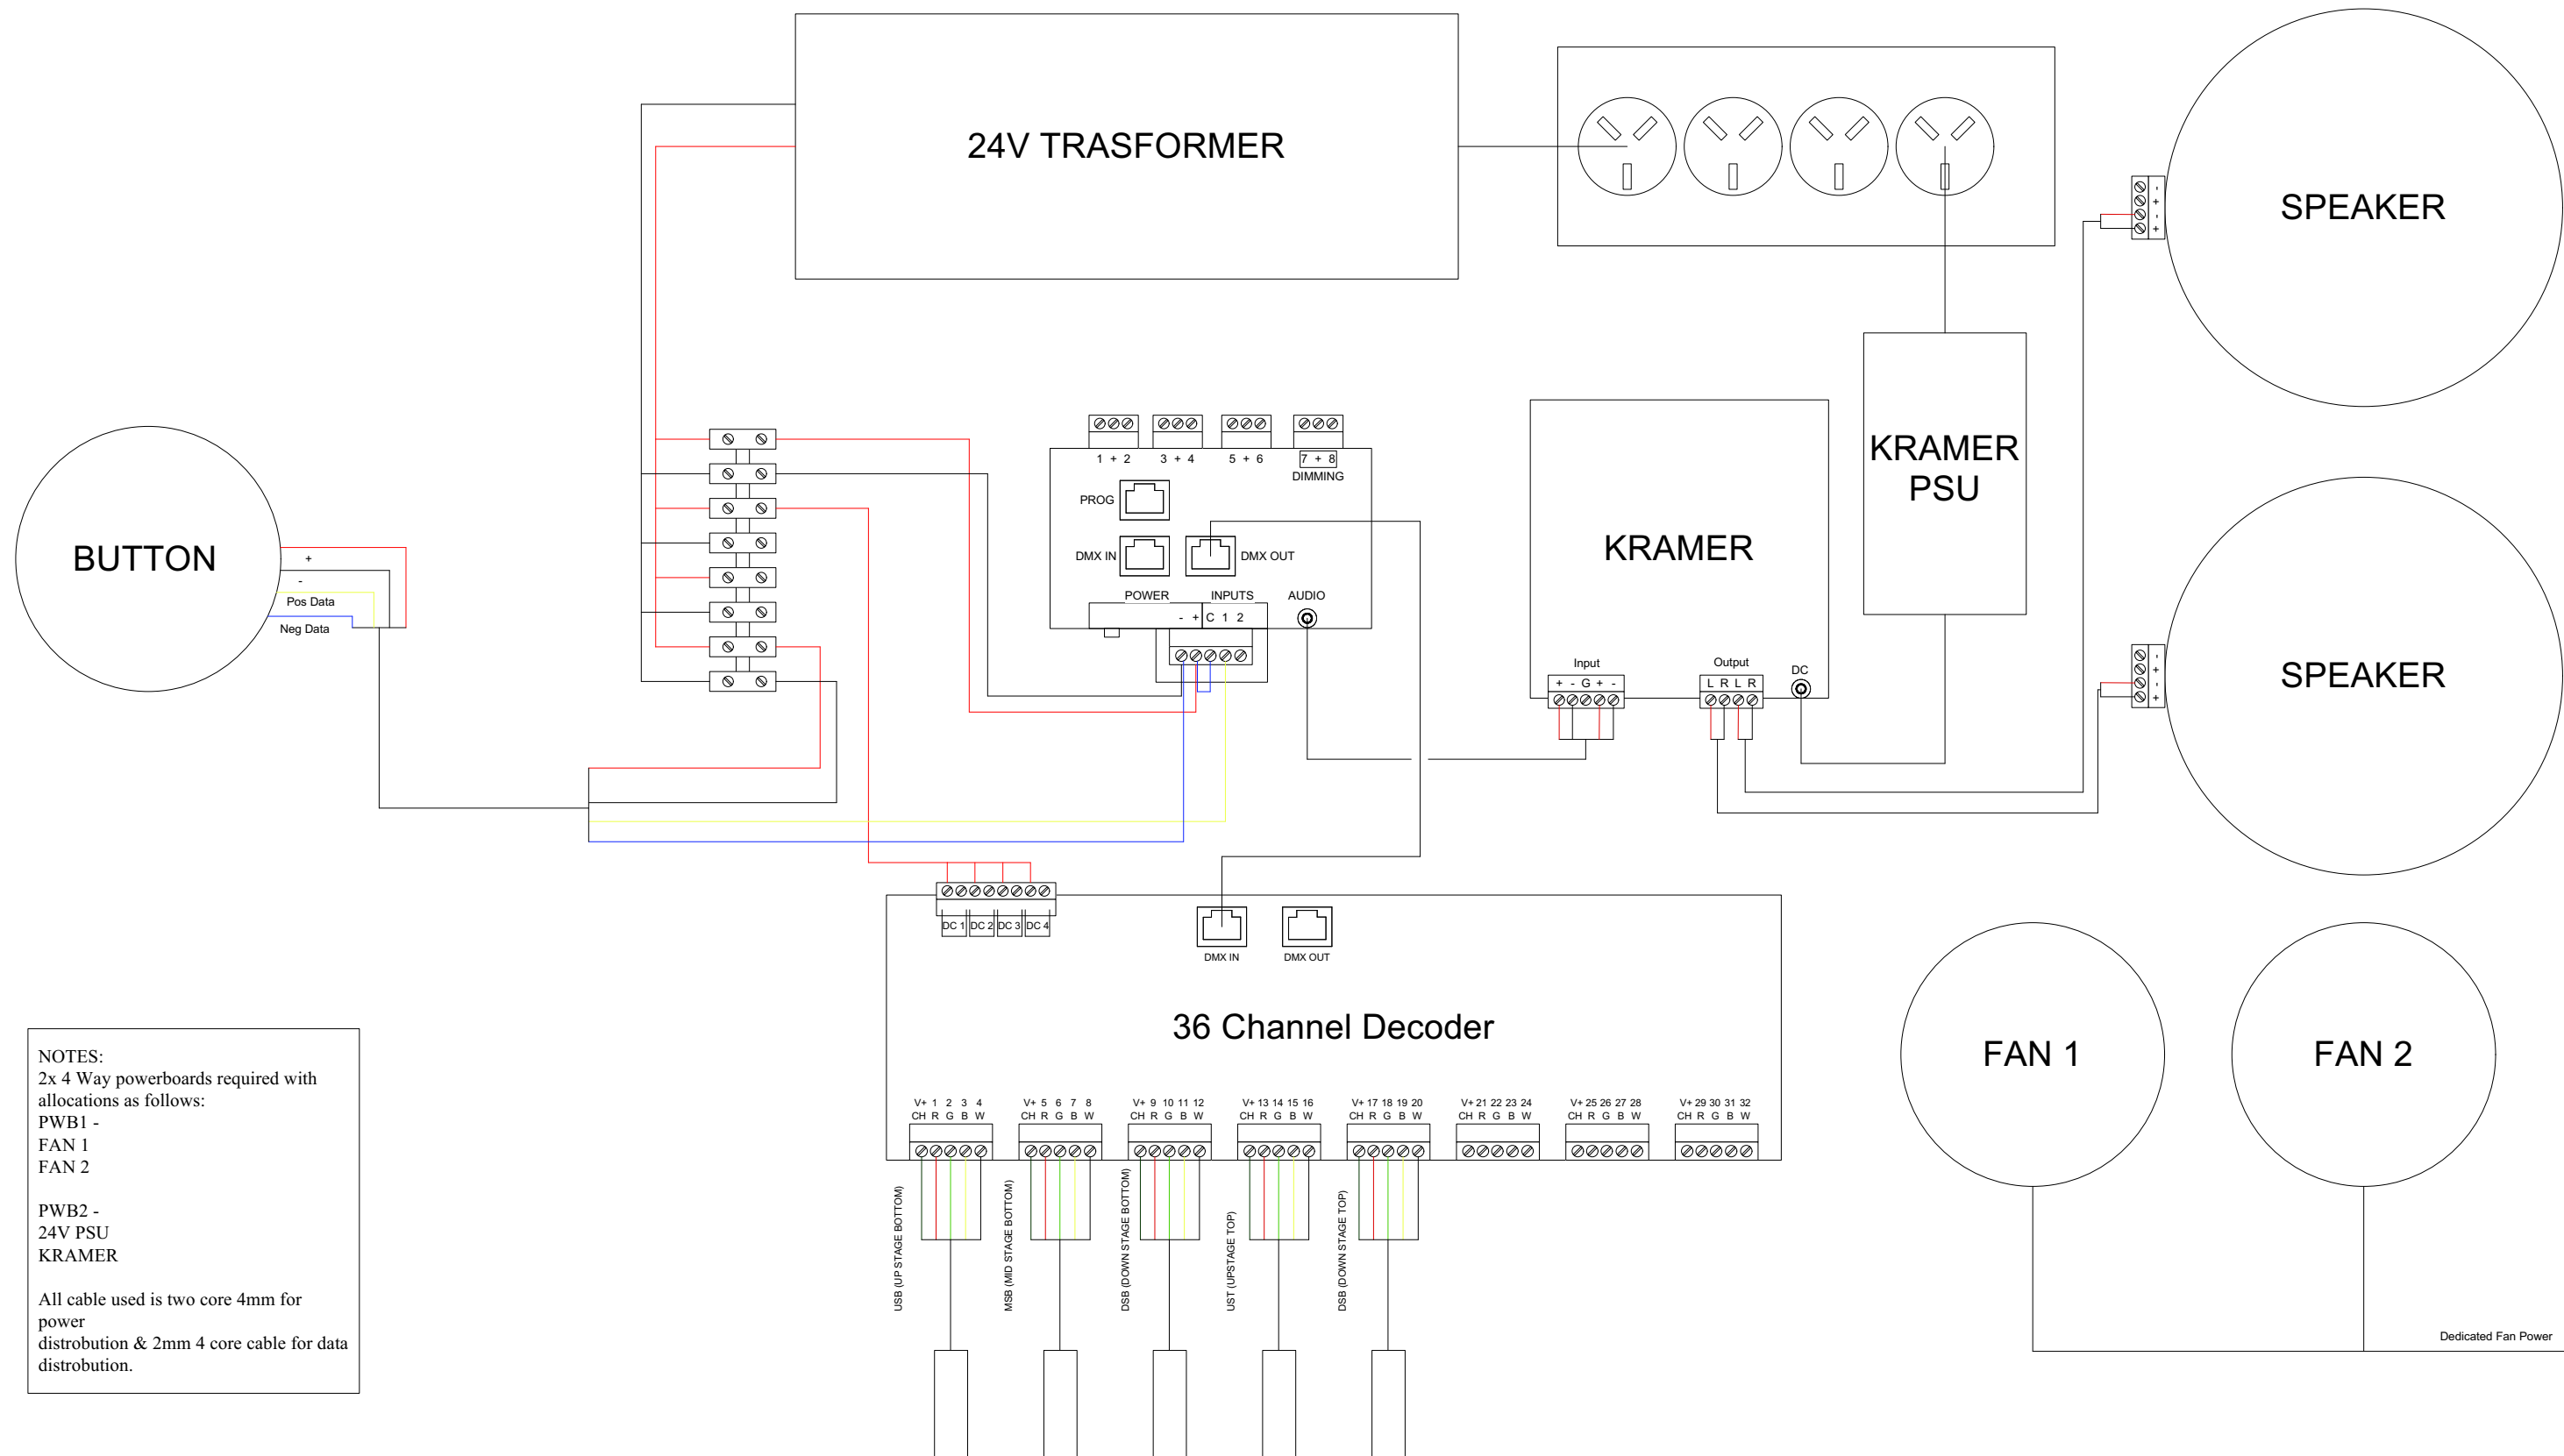 24V TRASFORMER
SPEAKER
KRAMER
PSU
BUTTON
+
-
Pos Data
Neg Data
1 + 2
3 + 4
5 + 6
7 + 8
DIMMING
PROG
DMX IN
DMX OUT
POWER
INPUTS
AUDIO
- + C 1 2
KRAMER
Input
+ - G + -
Output
L R L R
DC
- + - +
SPEAKER
- + - +
DC 1 DC 2 DC 3 DC 4
DMX IN
DMX OUT
36 Channel Decoder
V+ 1 2 3 4
CH R G B W
V+ 5 6 7 8
CH R G B W
V+ 9 10 11 12
CH R G B W
V+ 13 14 15 16
CH R G B W
V+ 17 18 19 20
CH R G B W
V+ 21 22 23 24
CH R G B W
V+ 25 26 27 28
CH R G B W
V+ 29 30 31 32
CH R G B W
USB (UP STAGE BOTTOM)
MSB (MID STAGE BOTTOM)
DSB (DOWN STAGE BOTTOM)
UST (UPSTAGE TOP)
DSB (DOWN STAGE TOP)
FAN 1
FAN 2
Dedicated Fan Power
NOTES:
2x 4 Way powerboards required with
allocations as follows:
PWB1 -
FAN 1
FAN 2
PWB2 -
24V PSU
KRAMER
All cable used is two core 4mm for
power
distrobution & 2mm 4 core cable for data
distrobution.